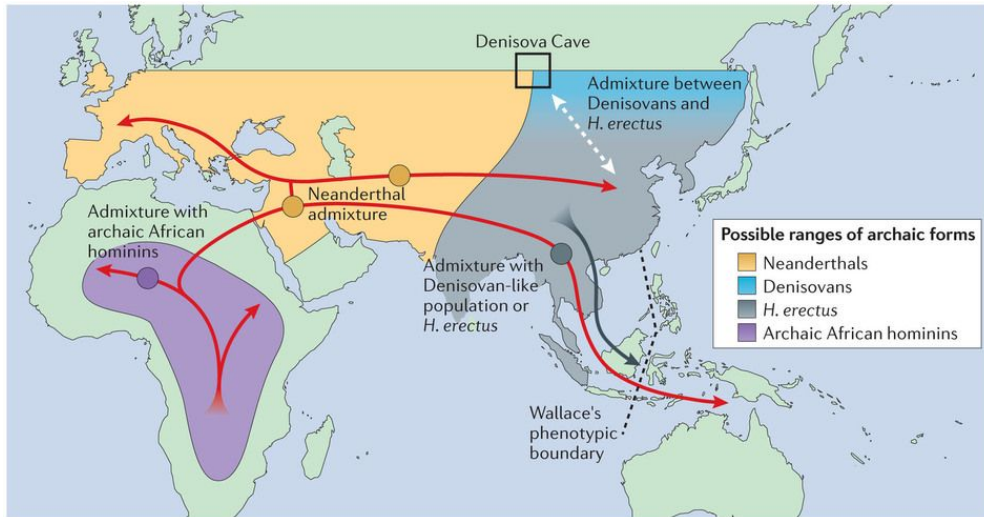 Denisova Cave
Admixture between
Denisovans and
H. erectus
Neanderthal
admixture
Admixture with
archaic African
hominins
Admixture with
Denisovan-like
population or
H. erectus
Wallace's
phenotypic
boundary
Possible ranges of archaic forms
Neanderthals
Denisovans
H. erectus
Archaic African hominins